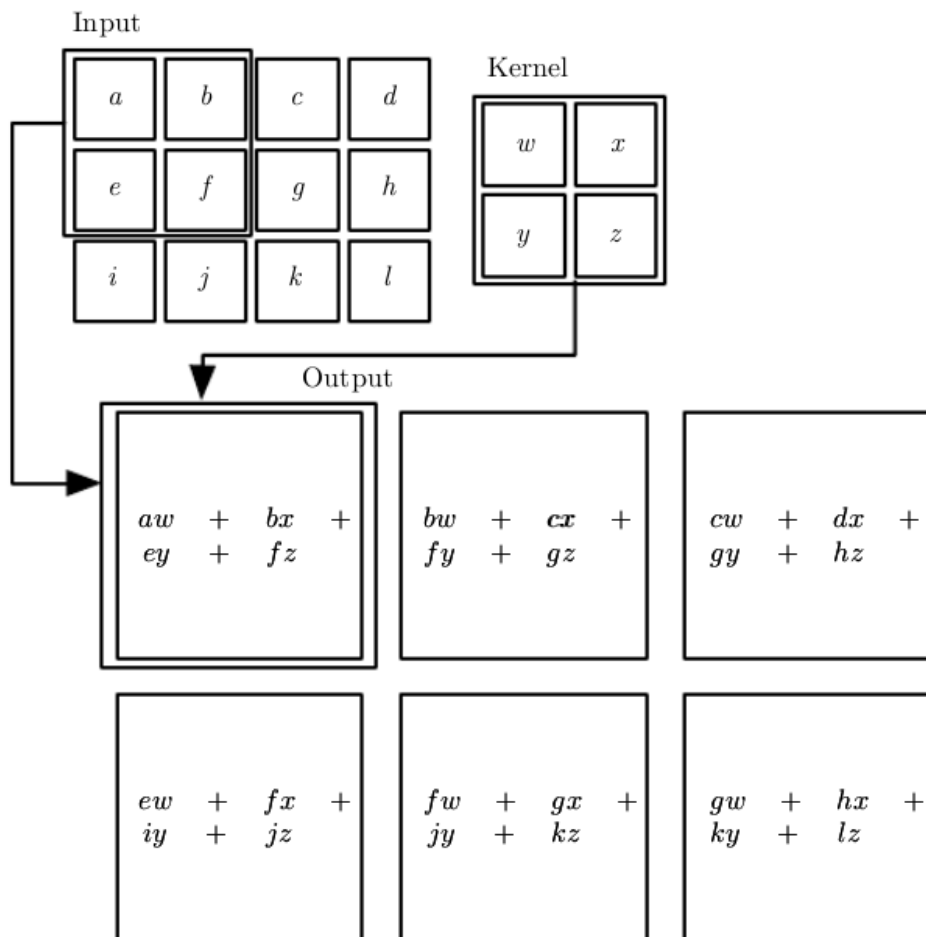 Input
Kernel
a b c d
w x
e f g h
y z
i j k l
Output
aw + bx +
ey + fz
bw + cx +
fy + gz
cw + dx +
gy + hz
ew + fx +
iy + jz
fw + gx +
jy + kz
gw + hx +
ky + lz